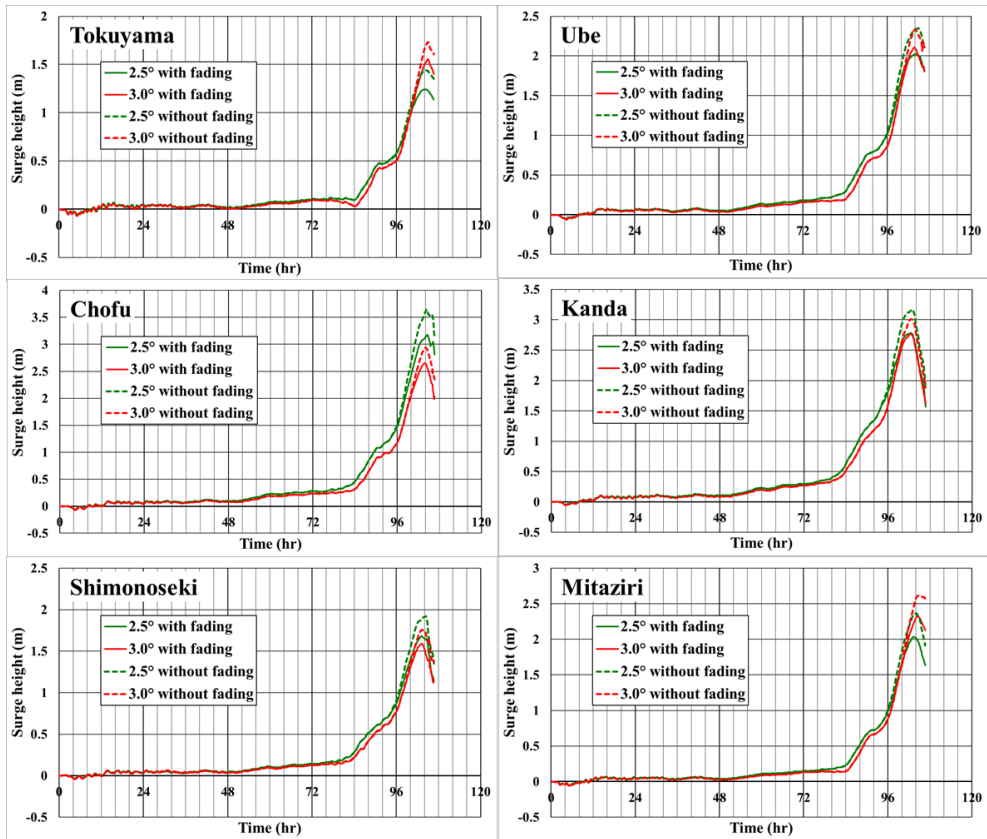 Tokuyama
2.5° with fading
3.0° with fading
2.5° without fading
3.0° without fading
Surge height (m)
2
1.5
1
0.5
0
-0.5
0
24
48
72
96
120
Time (hr)
Ube
2.5° with fading
3.0° with fading
2.5° without fading
3.0° without fading
Surge height (m)
2.5
2
1.5
1
0.5
0
-0.5
0
24
48
72
96
120
Time (hr)
Chofu
2.5° with fading
3.0° with fading
2.5° without fading
3.0° without fading
Surge height (m)
4
3.5
3
2.5
2
1.5
1
0.5
0
-0.5
0
24
48
72
96
120
Time (hr)
Kanda
2.5° with fading
3.0° with fading
2.5° without fading
3.0° without fading
Surge height (m)
3.5
3
2.5
2
1.5
1
0.5
0
-0.5
0
24
48
72
96
120
Time (hr)
Shimonoseki
2.5° with fading
3.0° with fading
2.5° without fading
3.0° without fading
Surge height (m)
2.5
2
1.5
1
0.5
0
-0.5
0
24
48
72
96
120
Time (hr)
Mitaziri
2.5° with fading
3.0° with fading
2.5° without fading
3.0° without fading
Surge height (m)
3
2.5
2
1.5
1
0.5
0
-0.5
0
24
48
72
96
120
Time (hr)